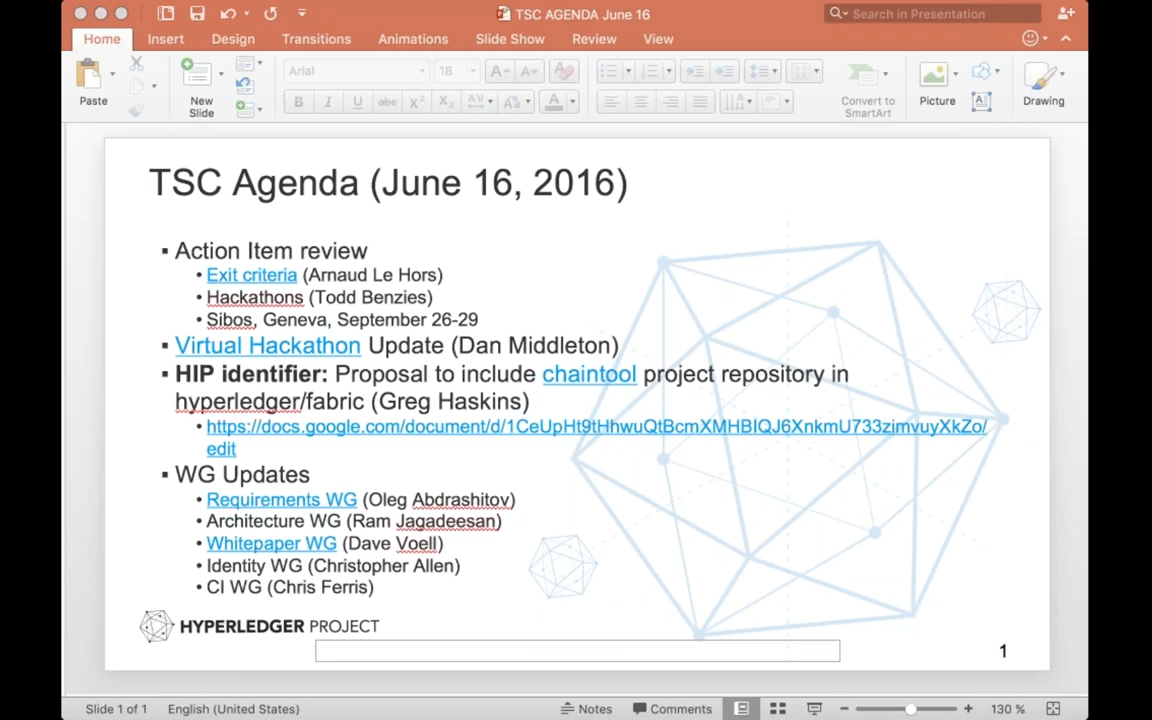 TSC AGENDA June 16
Search in Presentation
Home Insert Design Transitions Animations Slide Show Review View
Paste
New
Slide
Arial
18
Convert to
SmartArt
Picture
Drawing
TSC Agenda (June 16, 2016)
▪ Action Item review
• Exit criteria (Arnaud Le Hors)
• Hackathons (Todd Benzies)
• Sibos, Geneva, September 26-29
▪ Virtual Hackathon Update (Dan Middleton)
▪ HIP identifier: Proposal to include chaintool project repository in
hyperledger/fabric (Greg Haskins)
• https://docs.google.com/document/d/1CeUpHt9tHhwuQtBcmXMHBIQJ6XnkmU733zimvuyXkZo/
edit
▪ WG Updates
• Requirements WG (Oleg Abdrashitov)
• Architecture WG (Ram Jagadeesan)
• Whitepaper WG (Dave Voell)
• Identity WG (Christopher Allen)
• CI WG (Chris Ferris)
HYPERLEDGER PROJECT
1
Slide 1 of 1 English (United States) Notes Comments 130 %